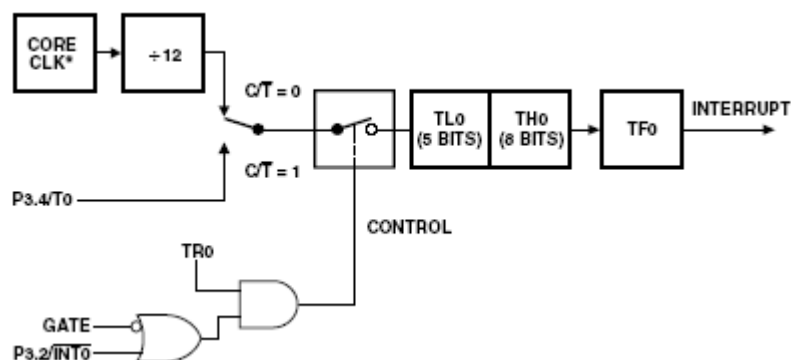 CORE
CLK*
÷12
C/T̅ = 0
TL0
(5 BITS)
TH0
(8 BITS)
TF0
INTERRUPT
C/T̅ = 1
P3.4/T0
CONTROL
TR0
GATE
P3.2/I̅N̅T̅0̅